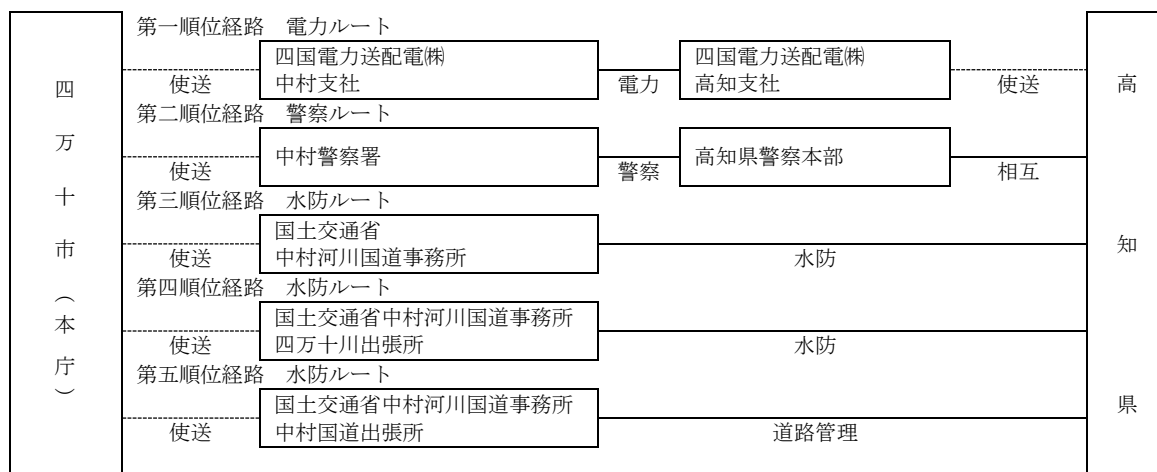 四万十市（本庁）
第一順位経路　電力ルート
使送
四国電力送配電㈱
中村支社
電力
四国電力送配電㈱
高知支社
使送
第二順位経路　警察ルート
使送
中村警察署
警察
高知県警察本部
相互
第三順位経路　水防ルート
使送
国土交通省
中村河川国道事務所
水防
第四順位経路　水防ルート
使送
国土交通省中村河川国道事務所
四万十川出張所
水防
第五順位経路　水防ルート
使送
国土交通省中村河川国道事務所
中村国道出張所
道路管理
高知県